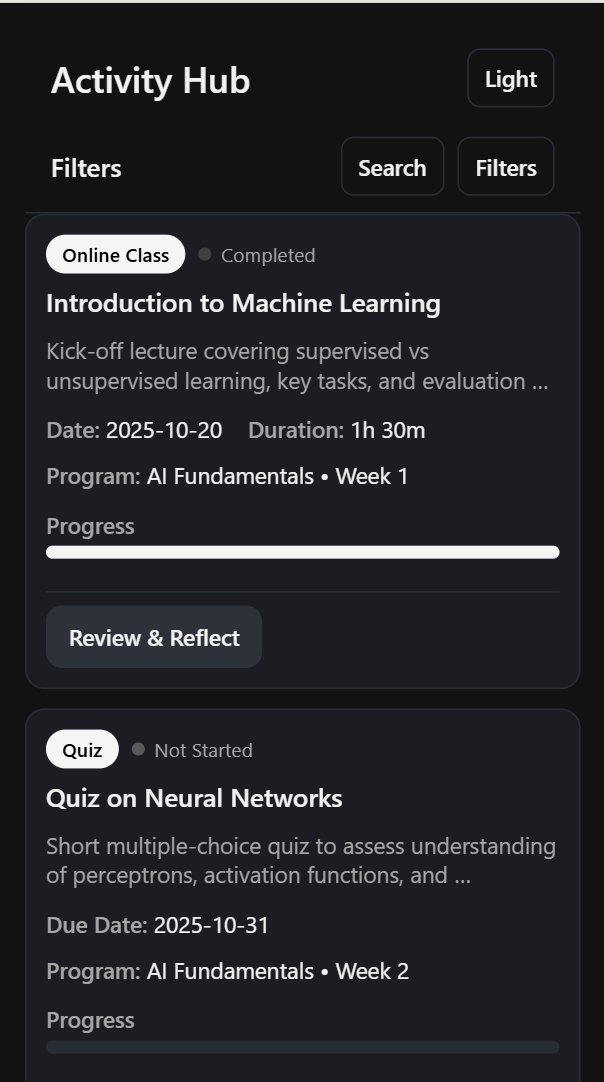 Activity Hub
Light
Filters
Search
Filters
Online Class
Completed
Introduction to Machine Learning
Kick-off lecture covering supervised vs
unsupervised learning, key tasks, and evaluation ...
Date: 2025-10-20 Duration: 1h 30m
Program: AI Fundamentals • Week 1
Progress
Review & Reflect
Quiz
Not Started
Quiz on Neural Networks
Short multiple-choice quiz to assess understanding
of perceptrons, activation functions, and ...
Due Date: 2025-10-31
Program: AI Fundamentals • Week 2
Progress